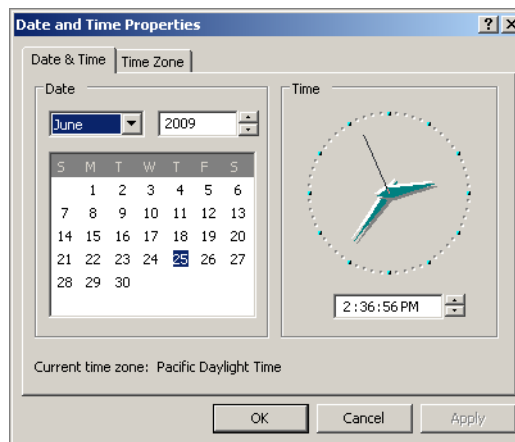 Date and Time Properties
Date & Time
Time Zone
Date
Time
June
2009
S M T W T F S
1 2 3 4 5 6
7 8 9 10 11 12 13
14 15 16 17 18 19 20
21 22 23 24 25 26 27
28 29 30
2:36:56 PM
Current time zone: Pacific Daylight Time
OK
Cancel
Apply